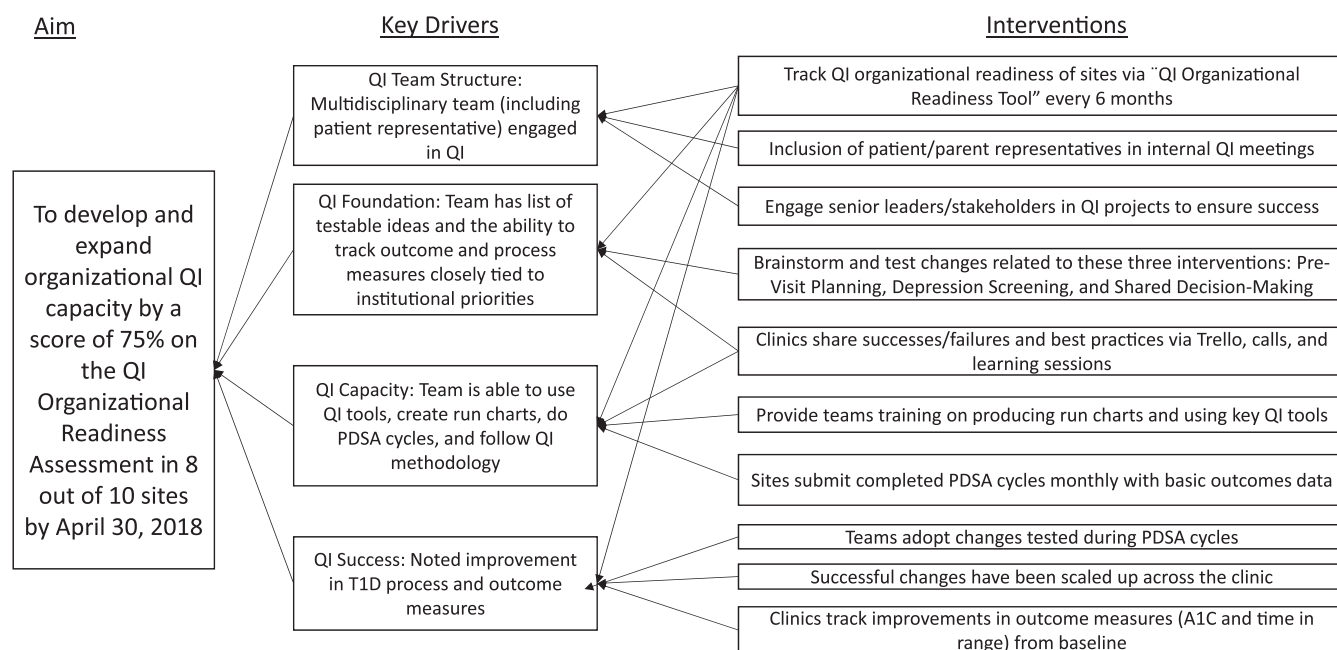 Aim
Key Drivers
Interventions
To develop and
expand
organizational QI
capacity by a
score of 75% on
the QI
Organizational
Readiness
Assessment in 8
out of 10 sites
by April 30, 2018
QI Team Structure:
Multidisciplinary team (including
patient representative) engaged
in QI
QI Foundation: Team has list of
testable ideas and the ability to
track outcome and process
measures closely tied to
institutional priorities
QI Capacity: Team is able to use
QI tools, create run charts, do
PDSA cycles, and follow QI
methodology
QI Success: Noted improvement
in T1D process and outcome
measures
Track QI organizational readiness of sites via ¨QI Organizational
Readiness Tool” every 6 months
Inclusion of patient/parent representatives in internal QI meetings
Engage senior leaders/stakeholders in QI projects to ensure success
Brainstorm and test changes related to these three interventions: Pre-
Visit Planning, Depression Screening, and Shared Decision-Making
Clinics share successes/failures and best practices via Trello, calls, and
learning sessions
Provide teams training on producing run charts and using key QI tools
Sites submit completed PDSA cycles monthly with basic outcomes data
Teams adopt changes tested during PDSA cycles
Successful changes have been scaled up across the clinic
Clinics track improvements in outcome measures (A1C and time in
range) from baseline